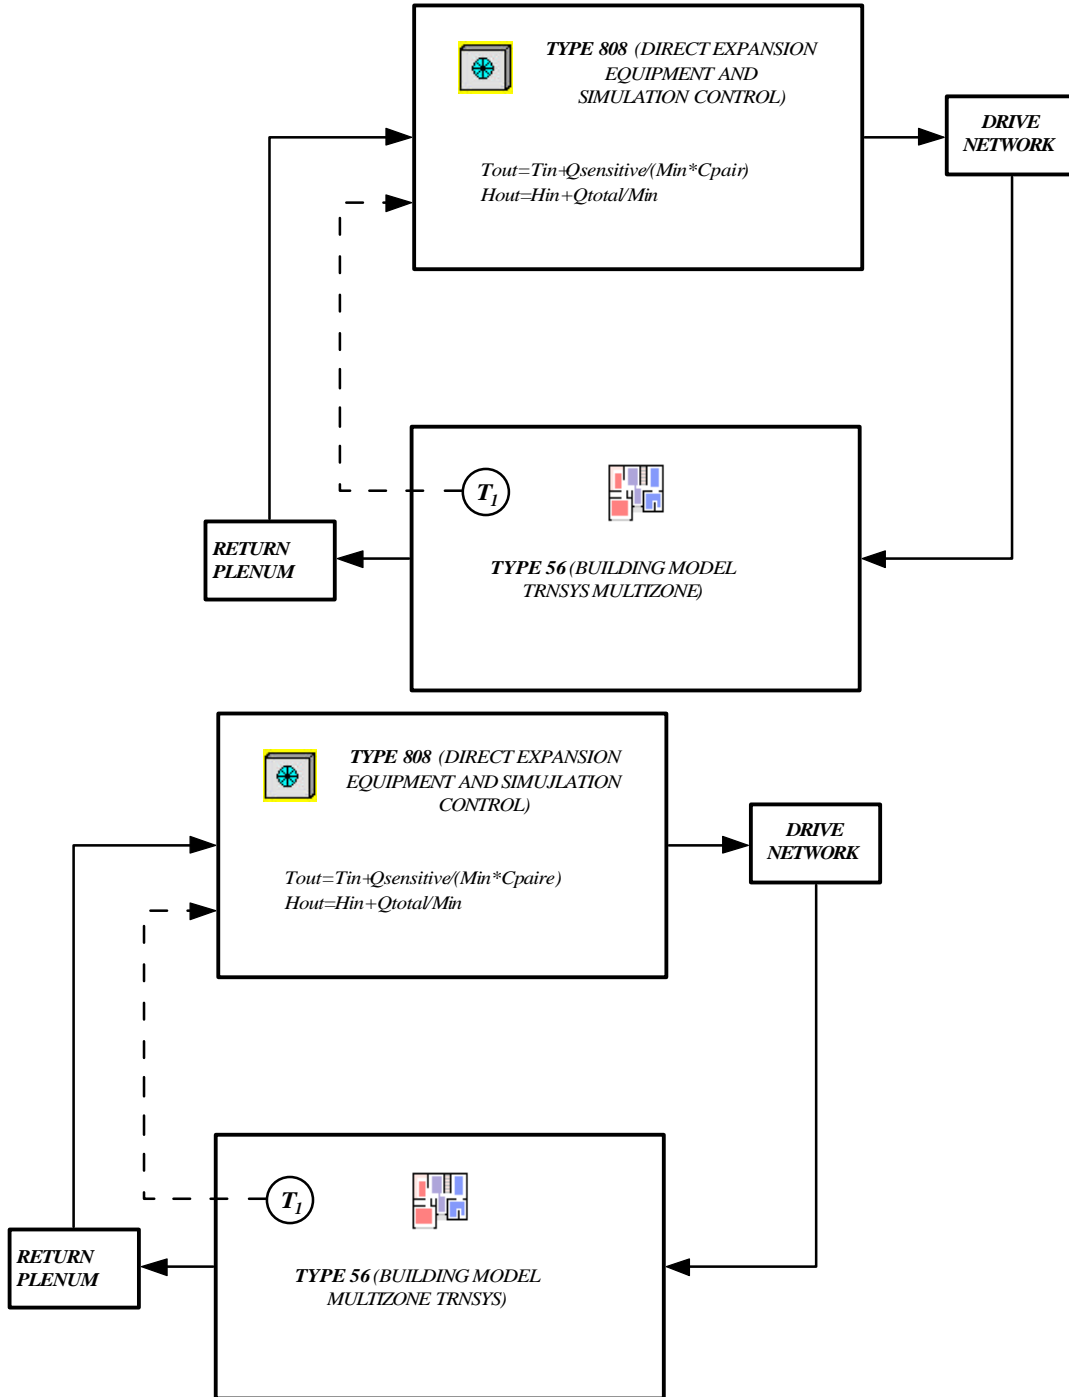 TYPE 808 (DIRECT EXPANSION
EQUIPMENT AND
SIMULATION CONTROL)
DRIVE
NETWORK
Tout=Tin+Qsensitive/(Min*Cpair)
Hout=Hin+Qtotal/Min
T1
RETURN
PLENUM
TYPE 56 (BUILDING MODEL
TRNSYS MULTIZONE)
TYPE 808 (DIRECT EXPANSION
EQUIPMENT AND SIMUJLATION
CONTROL)
DRIVE
NETWORK
Tout=Tin+Qsensitive/(Min*Cpaire)
Hout=Hin+Qtotal/Min
T1
RETURN
PLENUM
TYPE 56 (BUILDING MODEL
MULTIZONE TRNSYS)